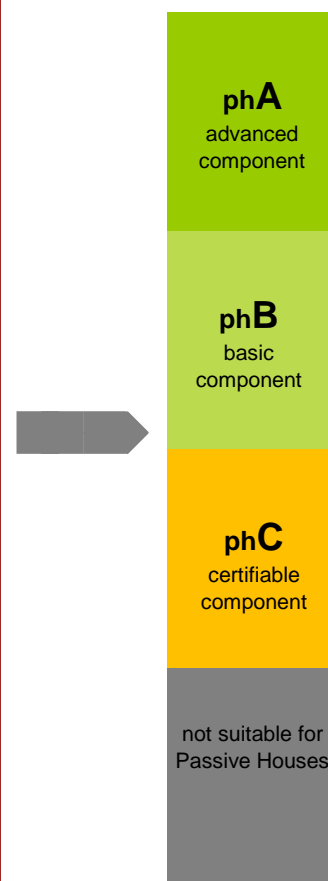 phA
advanced
component
phB
basic
component
phC
certifiable
component
not suitable for
Passive Houses